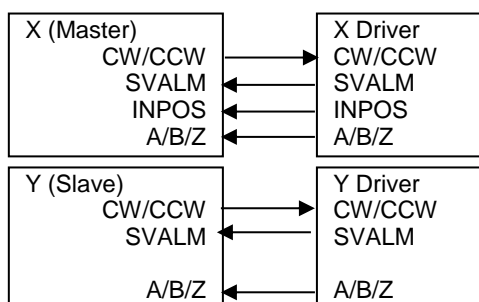 X (Master)
CW/CCW
SVALM
INPOS
A/B/Z
X Driver
CW/CCW
SVALM
INPOS
A/B/Z
Y (Slave)
CW/CCW
SVALM
A/B/Z
Y Driver
CW/CCW
SVALM
A/B/Z